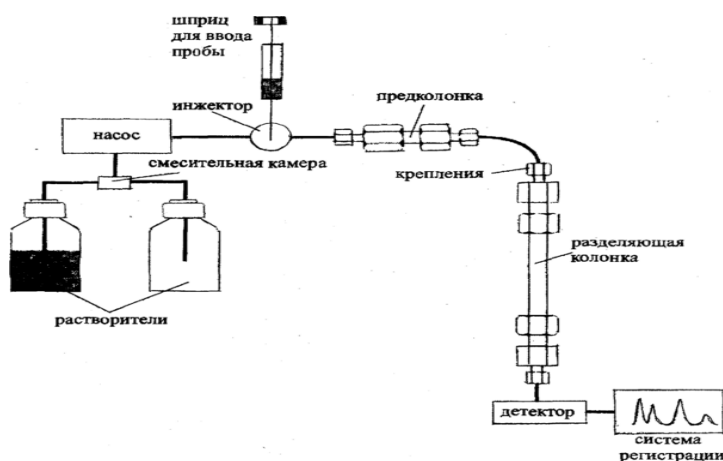 шприц
для ввода
пробы
инжектор
предколонка
насос
смесительная камера
крепления
разделяющая
колонка
растворители
детектор
система
регистрации